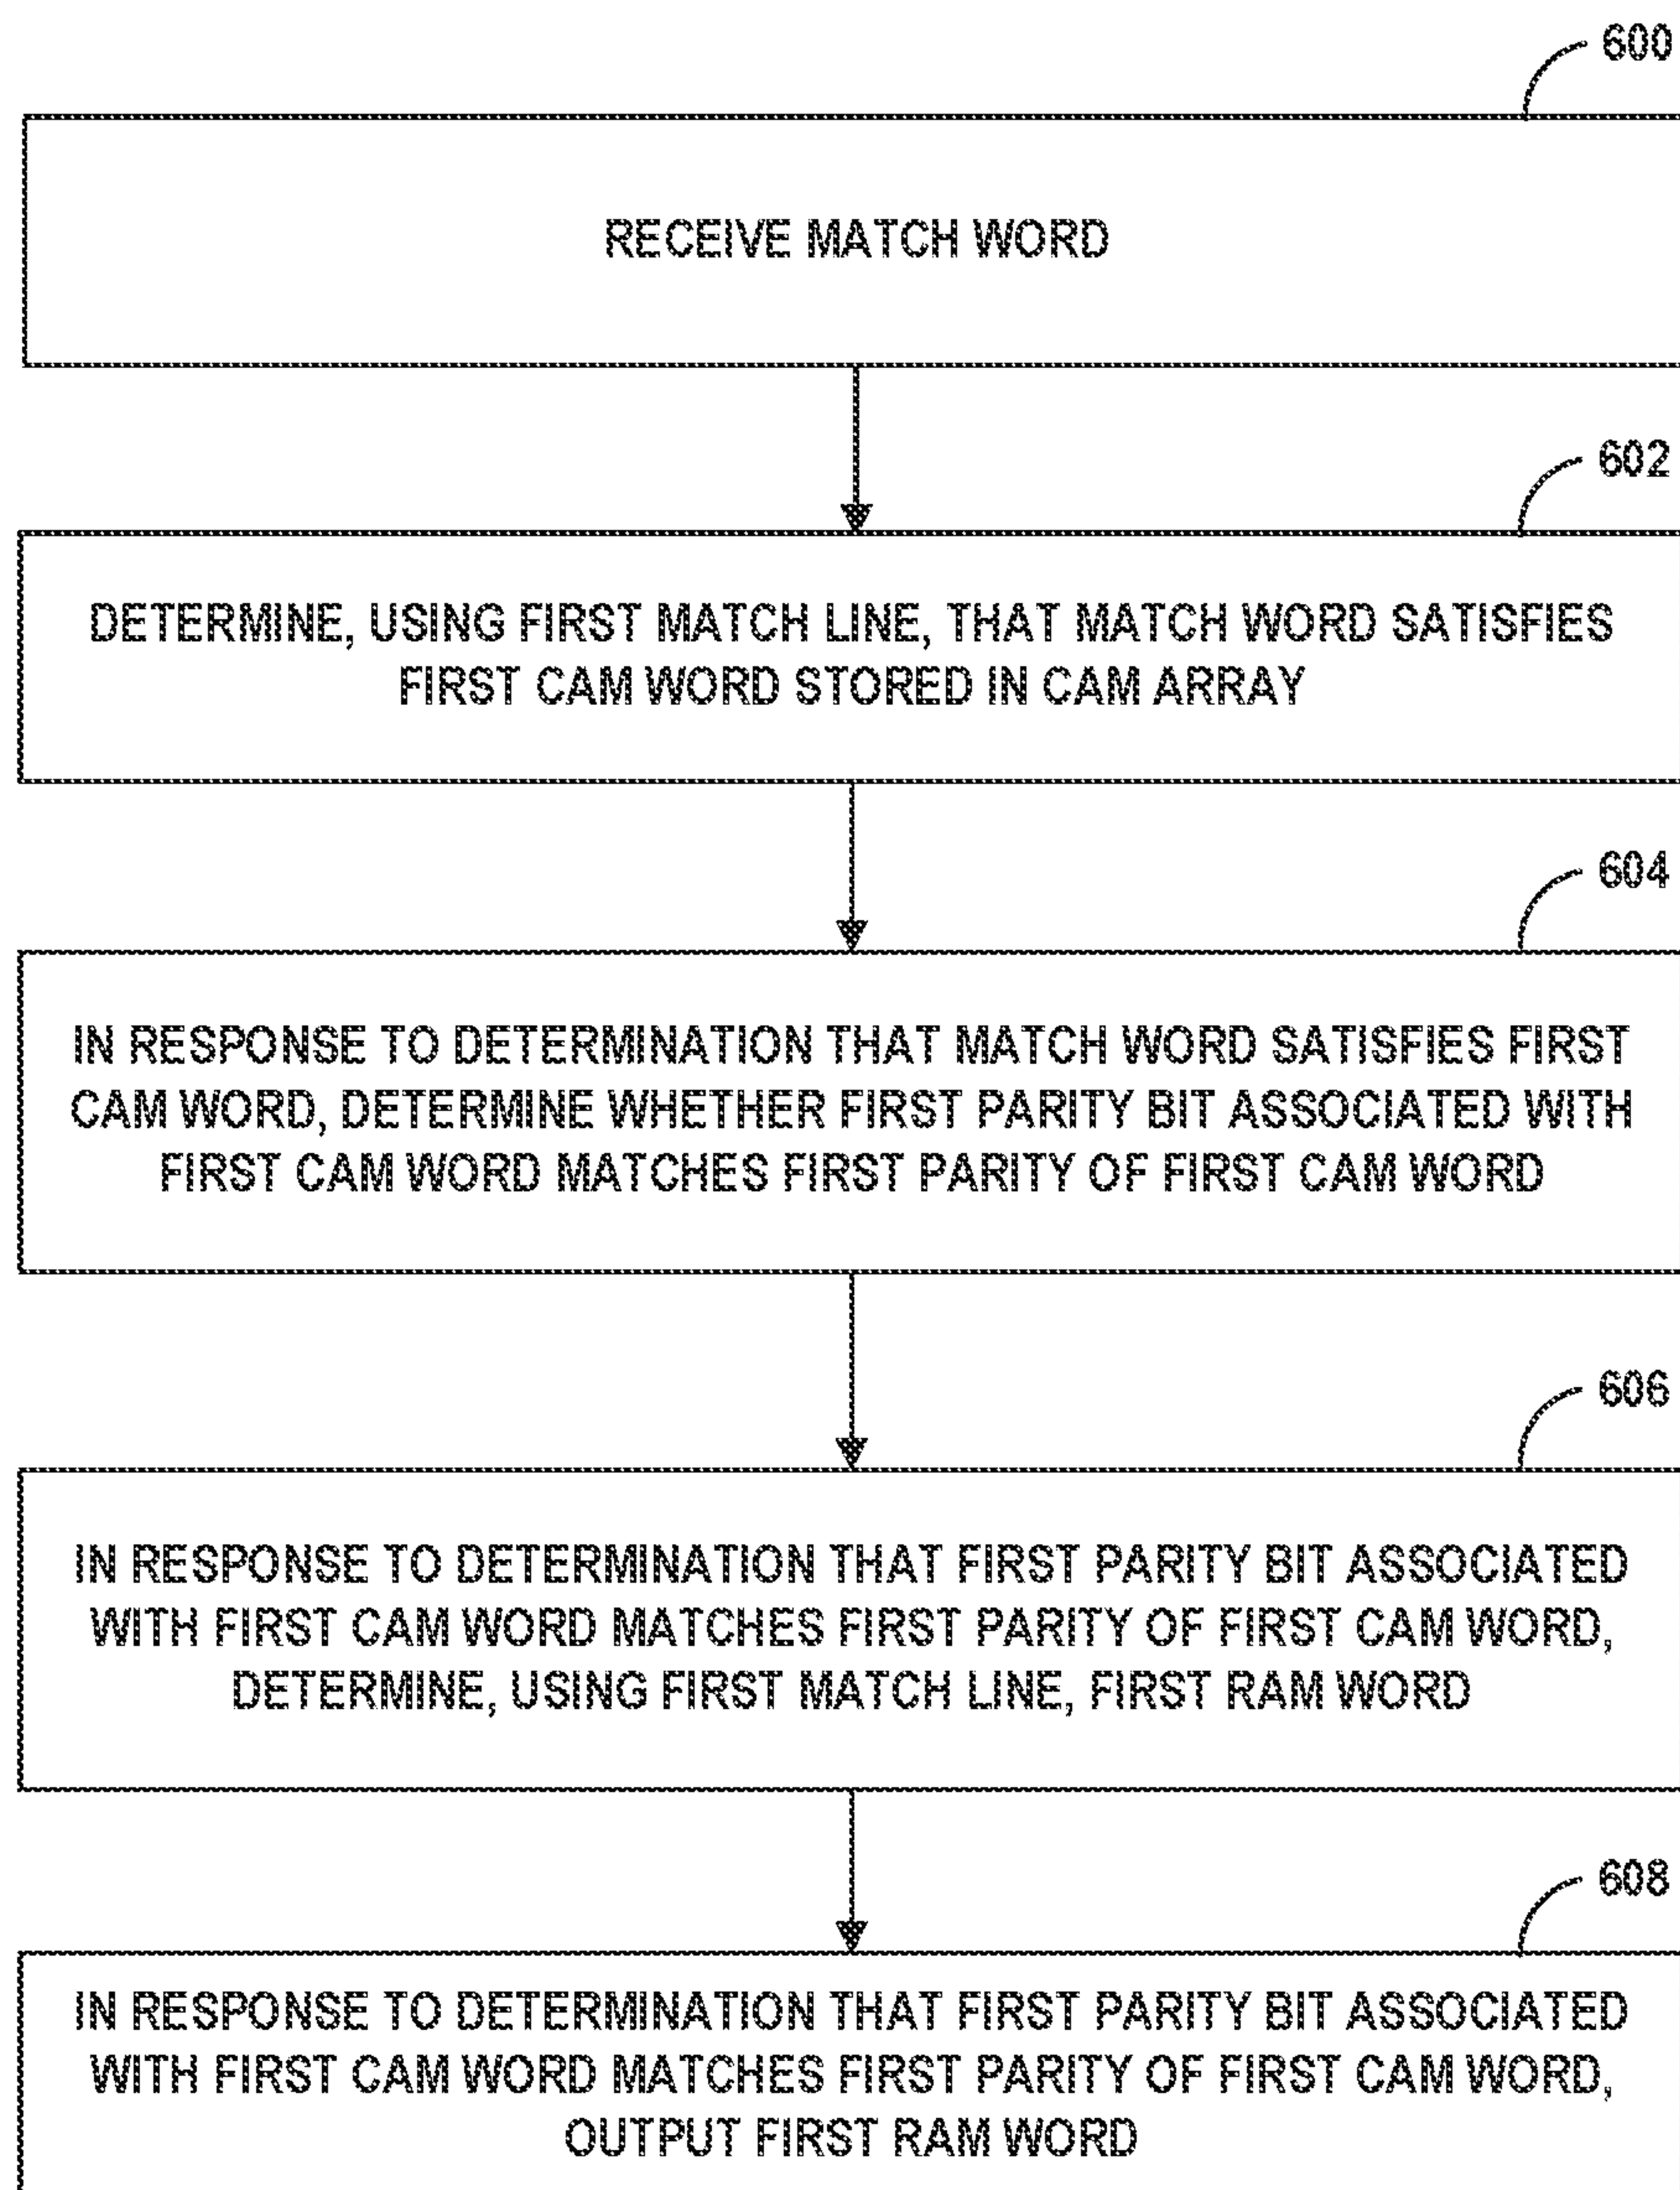 600
RECEIVE MATCH WORD
602
DETERMINE, USING FIRST MATCH LINE, THAT MATCH WORD SATISFIES
FIRST CAM WORD STORED IN CAM ARRAY
604
IN RESPONSE TO DETERMINATION THAT MATCH WORD SATISFIES FIRST
CAM WORD, DETERMINE WHETHER FIRST PARITY BIT ASSOCIATED WITH
FIRST CAM WORD MATCHES FIRST PARITY OF FIRST CAM WORD
606
IN RESPONSE TO DETERMINATION THAT FIRST PARITY BIT ASSOCIATED
WITH FIRST CAM WORD MATCHES FIRST PARITY OF FIRST CAM WORD,
DETERMINE, USING FIRST MATCH LINE, FIRST RAM WORD
608
IN RESPONSE TO DETERMINATION THAT FIRST PARITY BIT ASSOCIATED
WITH FIRST CAM WORD MATCHES FIRST PARITY OF FIRST CAM WORD,
OUTPUT FIRST RAM WORD